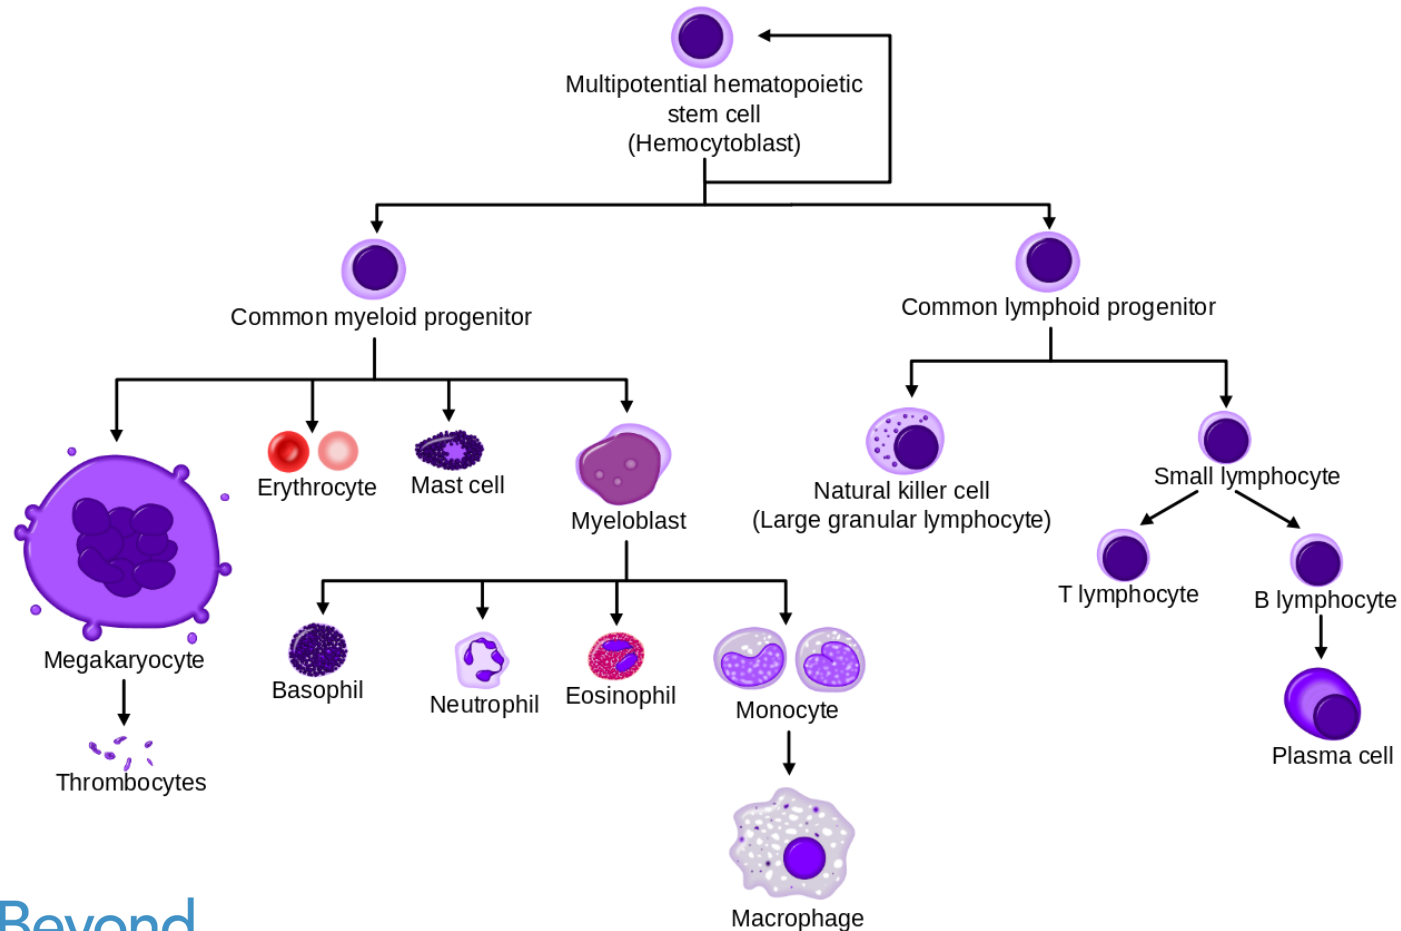 Multipotential hematopoietic
stem cell
(Hemocytoblast)
Common myeloid progenitor
Common lymphoid progenitor
Erythrocyte
Mast cell
Myeloblast
Natural killer cell
(Large granular lymphocyte)
Small lymphocyte
T lymphocyte
B lymphocyte
Megakaryocyte
Basophil
Neutrophil
Eosinophil
Monocyte
Plasma cell
Thrombocytes
Macrophage
Beyond